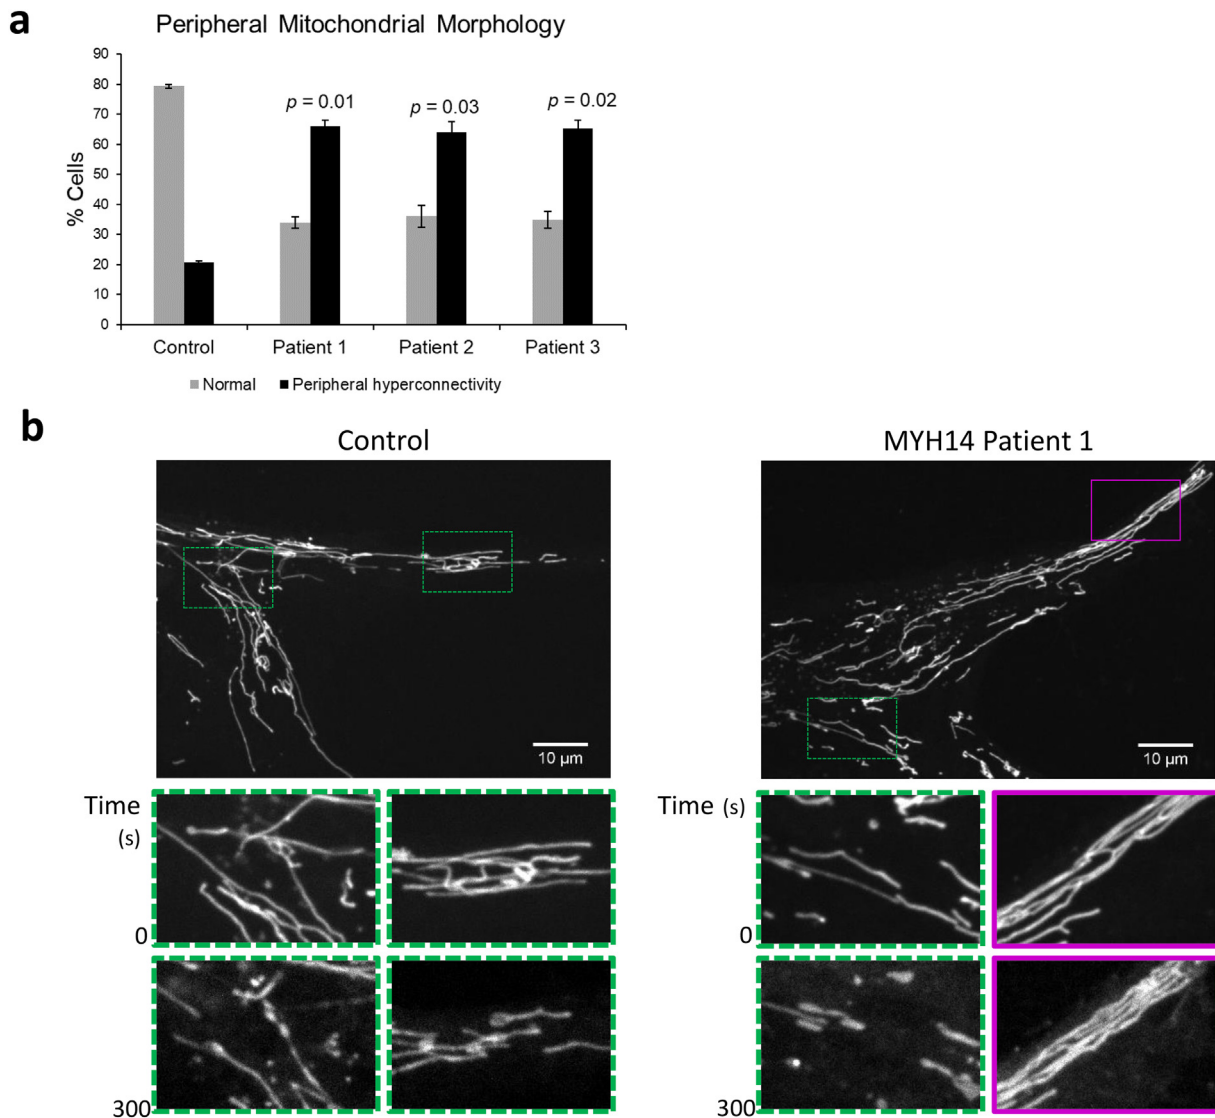 a
Peripheral Mitochondrial Morphology
90
80
70
60
50
40
30
20
10
0
% Cells
p = 0.01
p = 0.03
p = 0.02
Control
Patient 1
Patient 2
Patient 3
Normal
Peripheral hyperconnectivity
b
Control
MYH14 Patient 1
10 µm
10 µm
Time
(s)
0
300
Time (s)
0
300